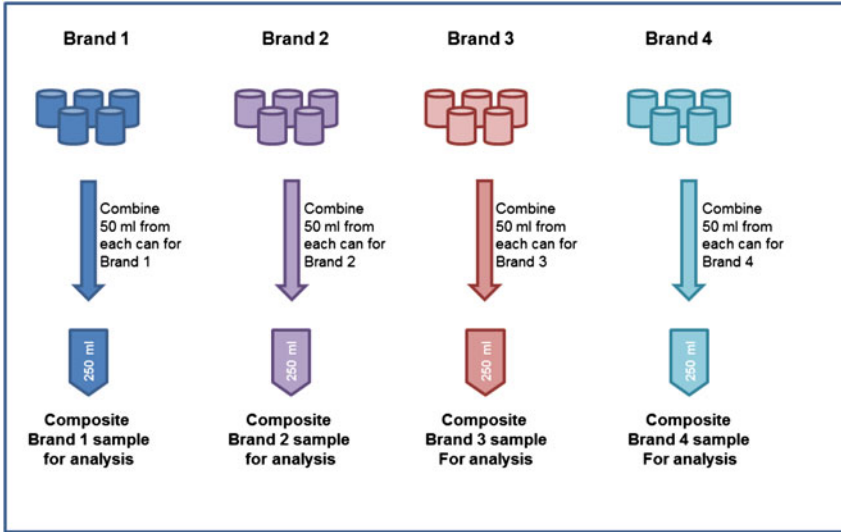 Brand 1
Brand 2
Brand 3
Brand 4
Combine
50 ml from
each can for
Brand 1
Combine
50 ml from
each can for
Brand 2
Combine
50 ml from
each can for
Brand 3
Combine
50 ml from
each can for
Brand 4
250 ml
250 ml
250 ml
250 ml
Composite
Brand 1 sample
for analysis
Composite
Brand 2 sample
for analysis
Composite
Brand 3 sample
For analysis
Composite
Brand 4 sample
For analysis